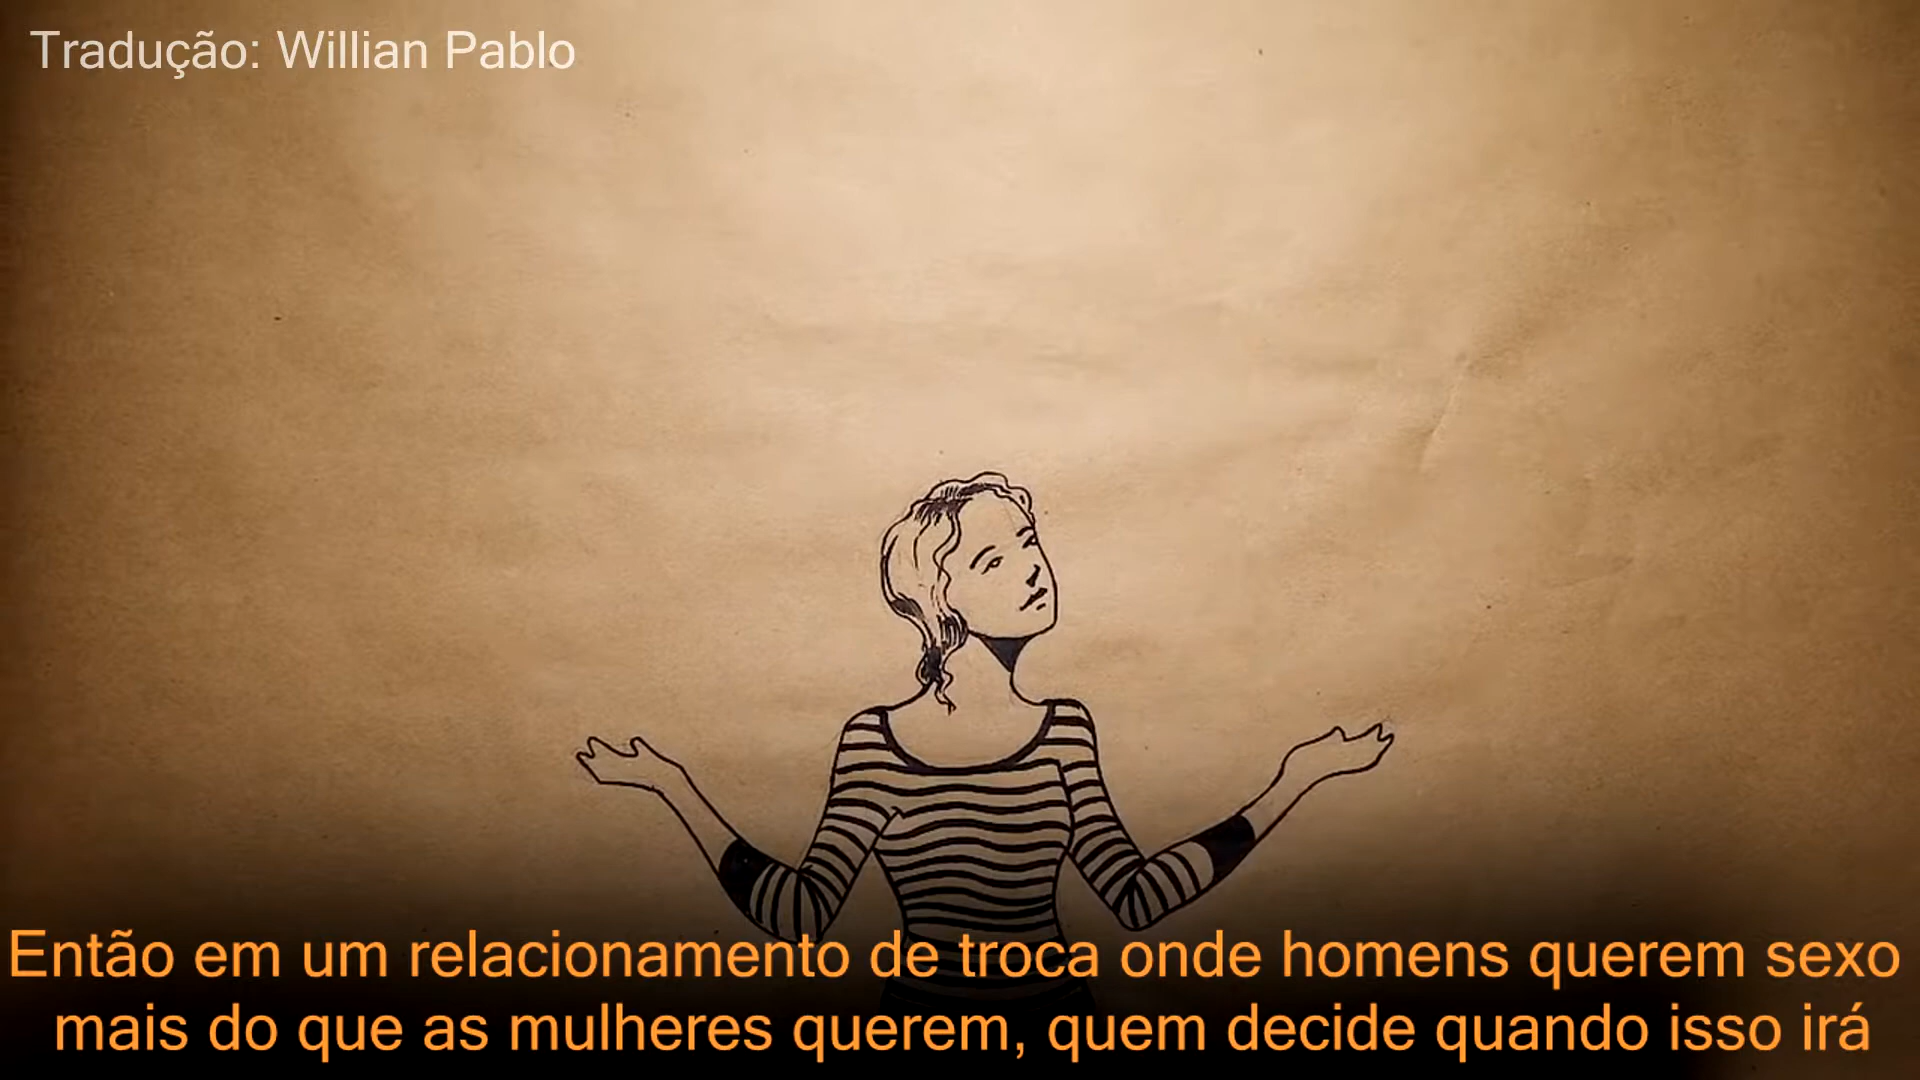 Tradução: Willian Pablo
Então em um relacionamento de troca onde homens querem sexo
mais do que as mulheres querem, quem decide quando isso irá